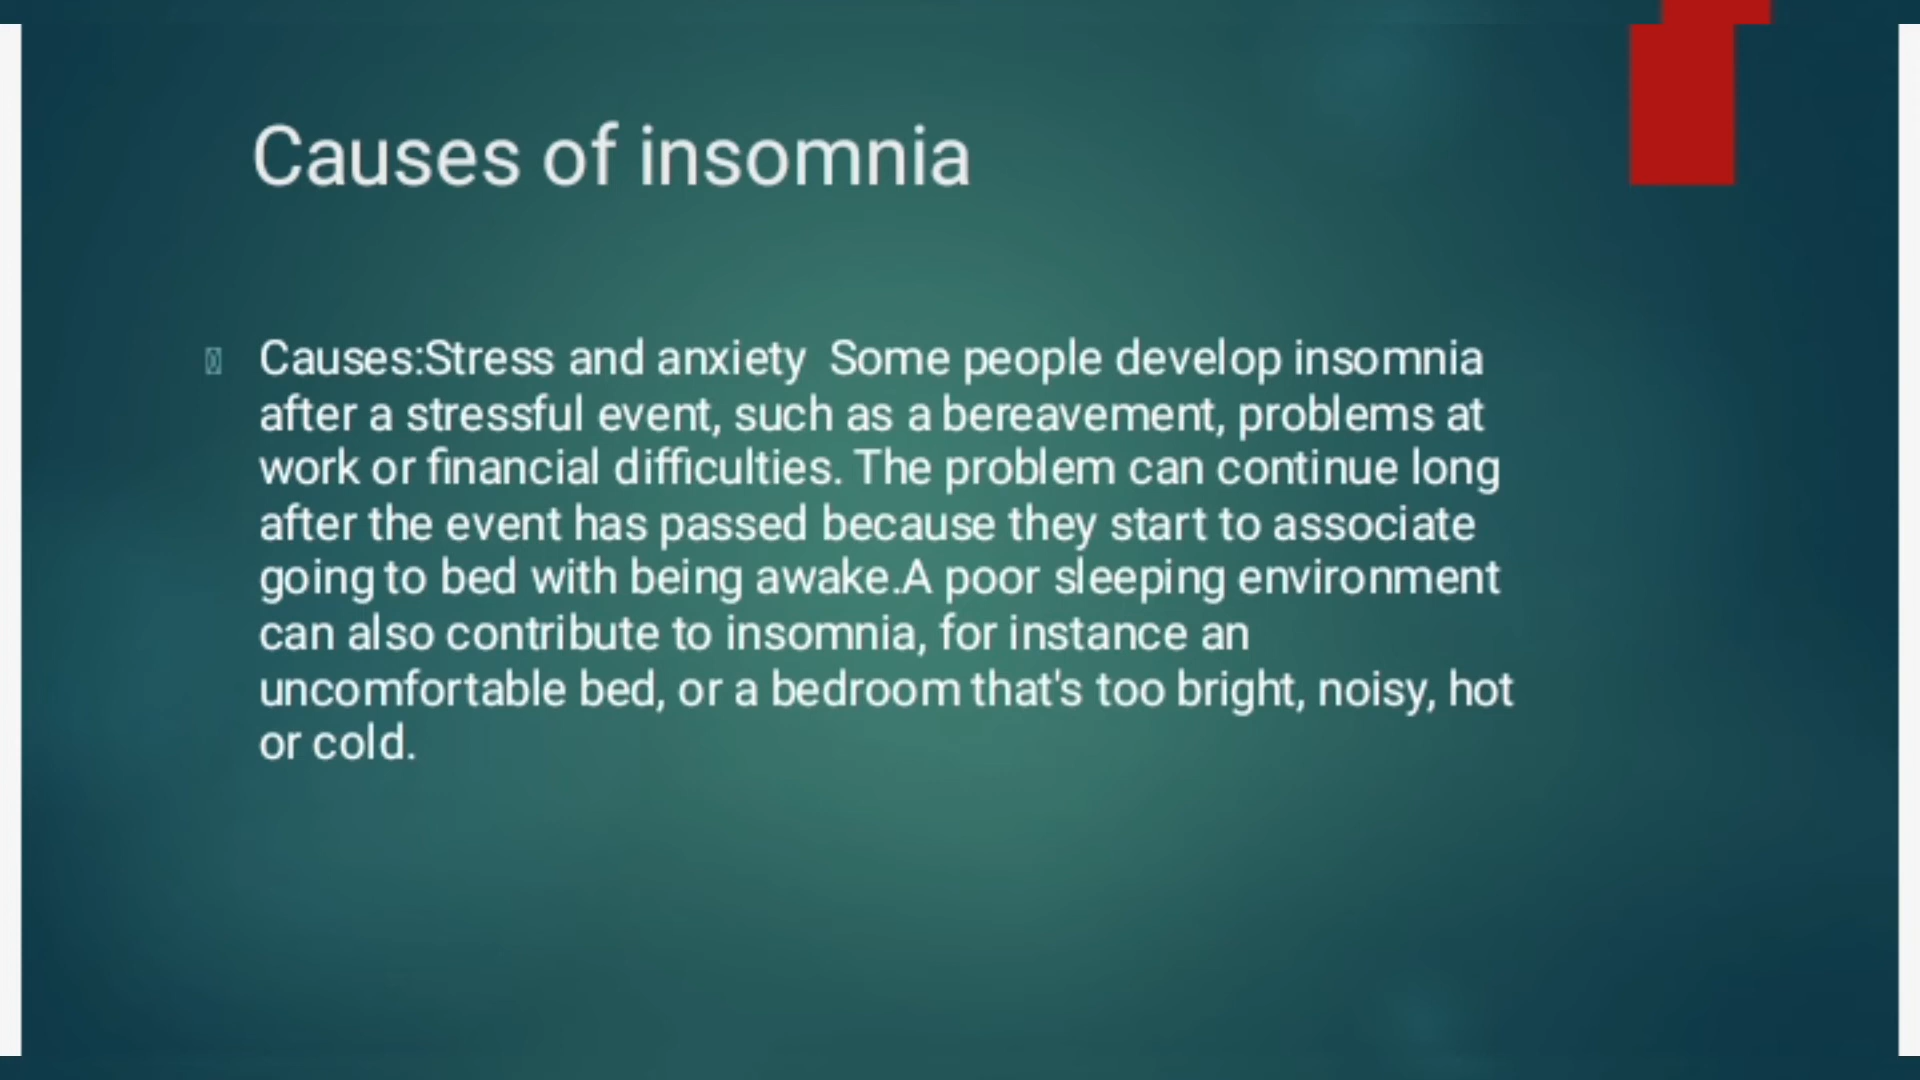 Causes of insomnia
Causes:Stress and anxiety  Some people develop insomnia
after a stressful event, such as a bereavement, problems at
work or financial difficulties. The problem can continue long
after the event has passed because they start to associate
going to bed with being awake.A poor sleeping environment
can also contribute to insomnia, for instance an
uncomfortable bed, or a bedroom that's too bright, noisy, hot
or cold.